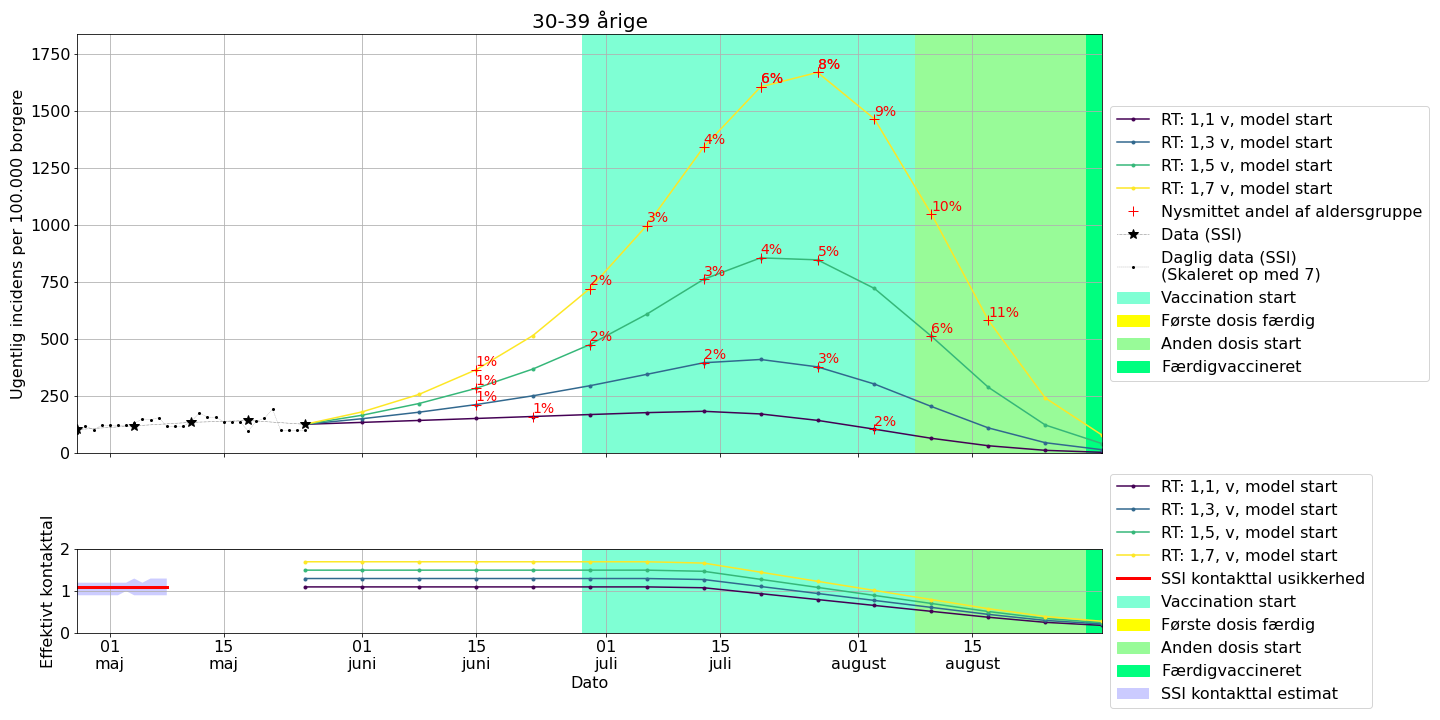 30-39 årige
Ugentlig incidens per 100.000 borgere
1750
1500
1250
1000
750
500
250
0
1%
1%
1%
1%
2%
2%
3%
4%
3%
2%
6%
4%
8%
5%
3%
9%
2%
10%
6%
11%
RT: 1,1 v, model start
RT: 1,3 v, model start
RT: 1,5 v, model start
RT: 1,7 v, model start
Nysmittet andel af aldersgruppe
Data (SSI)
Daglig data (SSI)
(Skaleret op med 7)
Vaccination start
Første dosis færdig
Anden dosis start
Færdigvaccineret
Effektivt kontakttal
2
1
0
01 15 01 15 01 15 01 15
maj maj juni juni juli juli august august
Dato
RT: 1,1, v, model start
RT: 1,3, v, model start
RT: 1,5, v, model start
RT: 1,7, v, model start
SSI kontakttal usikkerhed
Vaccination start
Første dosis færdig
Anden dosis start
Færdigvaccineret
SSI kontakttal estimat